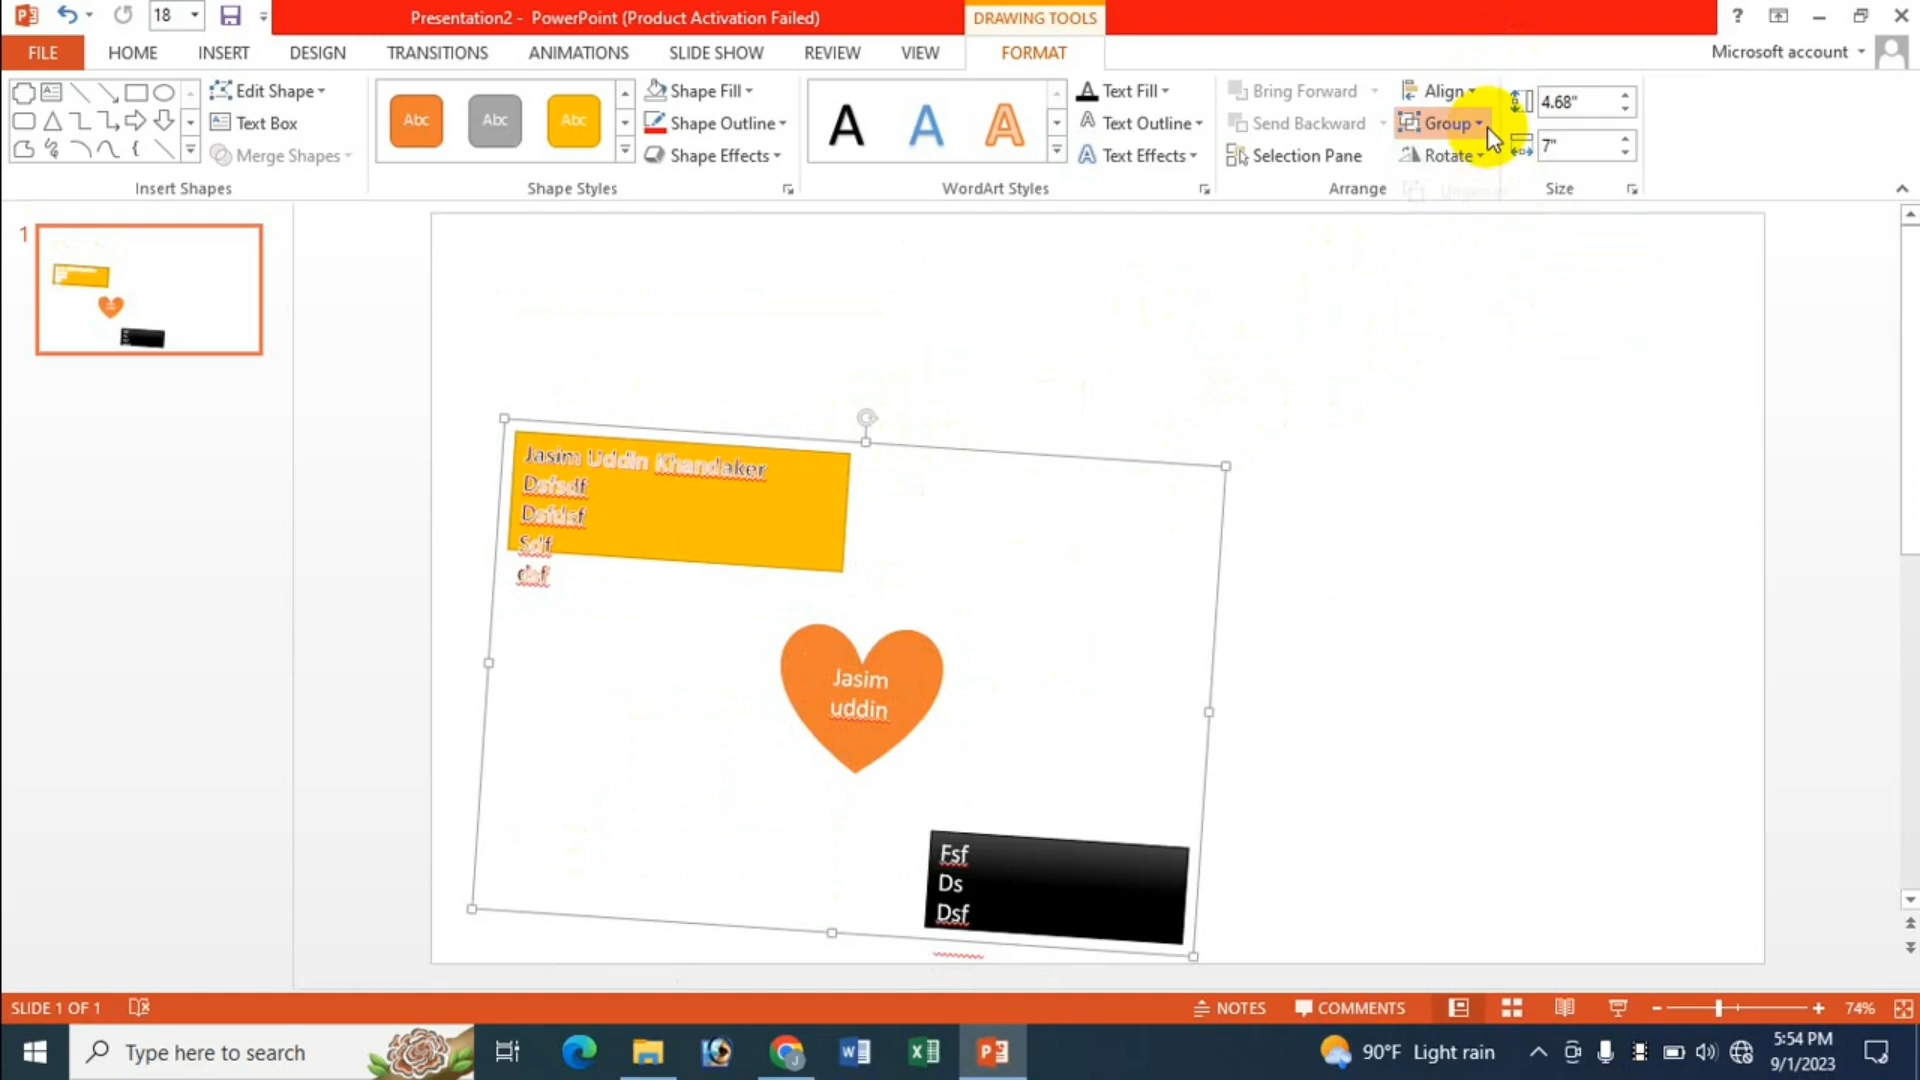 18
Presentation2 - PowerPoint (Product Activation Failed)
DRAWING TOOLS
?
FILE
HOME
INSERT
DESIGN
TRANSITIONS
ANIMATIONS
SLIDE SHOW
REVIEW
VIEW
FORMAT
Microsoft account
Edit Shape
Text Box
Merge Shapes
Insert Shapes
Abc
Abc
Abc
Shape Fill
Shape Outline
Shape Effects
Shape Styles
A
A
A
Text Fill
Text Outline
Text Effects
WordArt Styles
Bring Forward
Send Backward
Selection Pane
Align
Group
Rotate
Arrange
4.68"
7"
Size
1
Jasim Uddin Khandaker
Dsfsdf
Dsfdsf
Sdf
dsf
Jasim
uddin
Fsf
Ds
Dsf
SLIDE 1 OF 1
NOTES
COMMENTS
74%
Type here to search
90°F Light rain
5:54 PM
9/1/2023